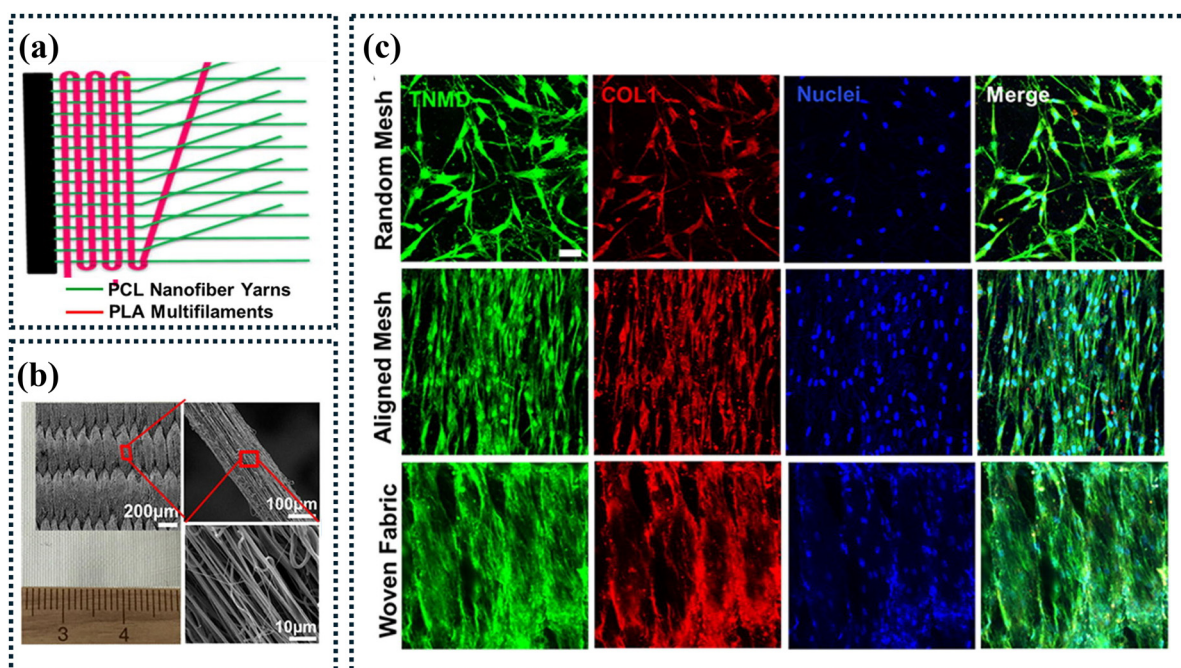 (a)
PCL Nanofiber Yarns
PLA Multifilaments
(b)
200μm
100μm
10μm
3 4
(c)
TNMD COL1 Nuclei Merge
Random Mesh
Aligned Mesh
Woven Fabric